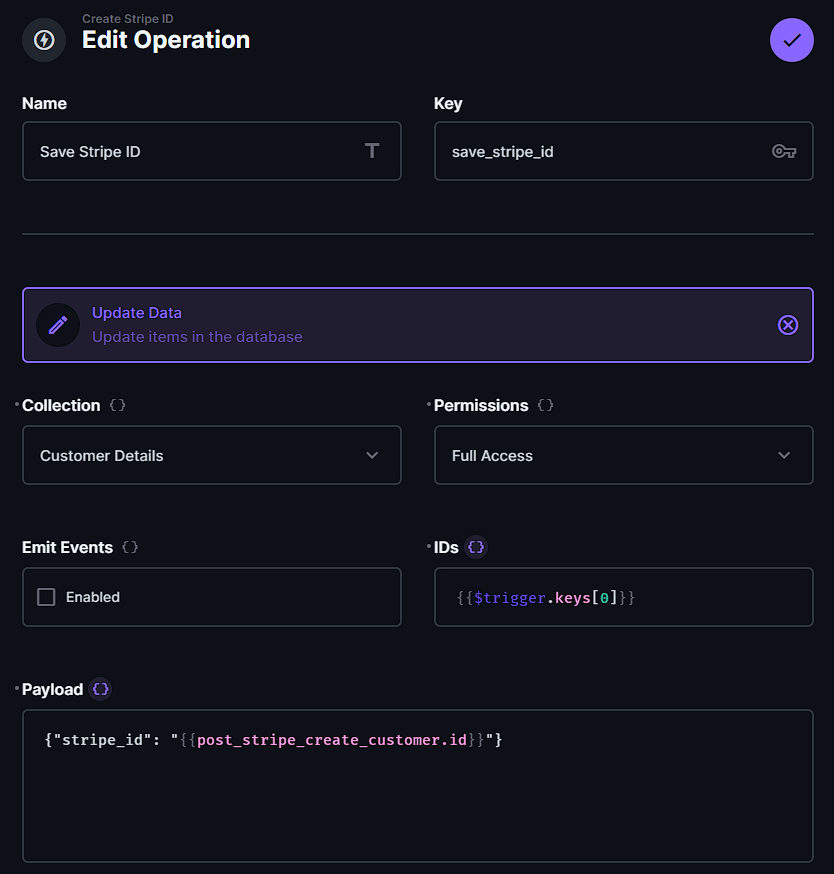 Create Stripe ID
Edit Operation
Name
Key
Save Stripe ID
save_stripe_id
Update Data
Update items in the database
Collection {}
Permissions {}
Customer Details
Full Access
Emit Events {}
IDs {}
Enabled
{{$trigger.keys[0]}}
Payload {}
{"stripe_id": "{{post_stripe_create_customer.id}}"}